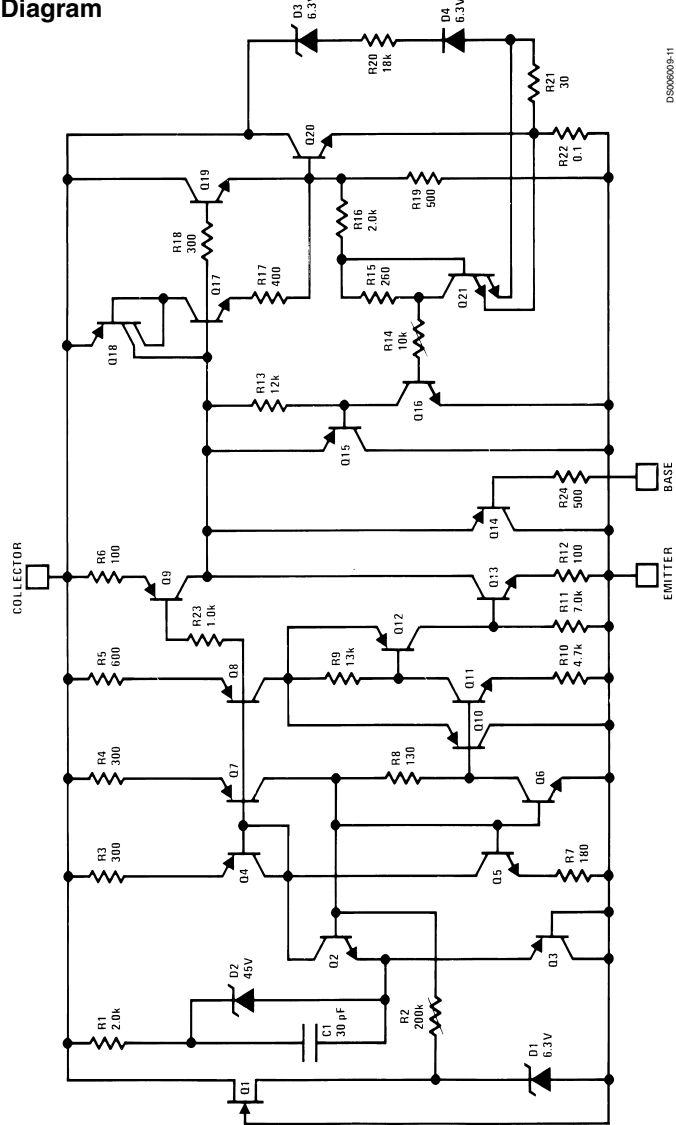 Diagram
COLLECTOR
R1
2.0k
D2
45V
C1
30 pF
Q1
R2
200k
D1
6.3V
Q2
Q3
R3
300
Q4
Q5
R7
180
R4
300
Q7
R8
130
Q6
R5
600
Q8
R23
1.0k
R9
13k
Q10
Q11
R10
4.7k
Q12
R11
7.0k
R6
100
Q9
Q13
R12
100
EMITTER
Q14
R24
500
BASE
Q15
R13
12k
Q16
R14
10k
Q18
Q17
R17
400
R18
300
Q19
R15
260
R16
2.0k
Q21
R19
500
Q20
R22
0.1
D3
6.3V
R20
18k
D4
6.3V
R21
30
DS006009-11